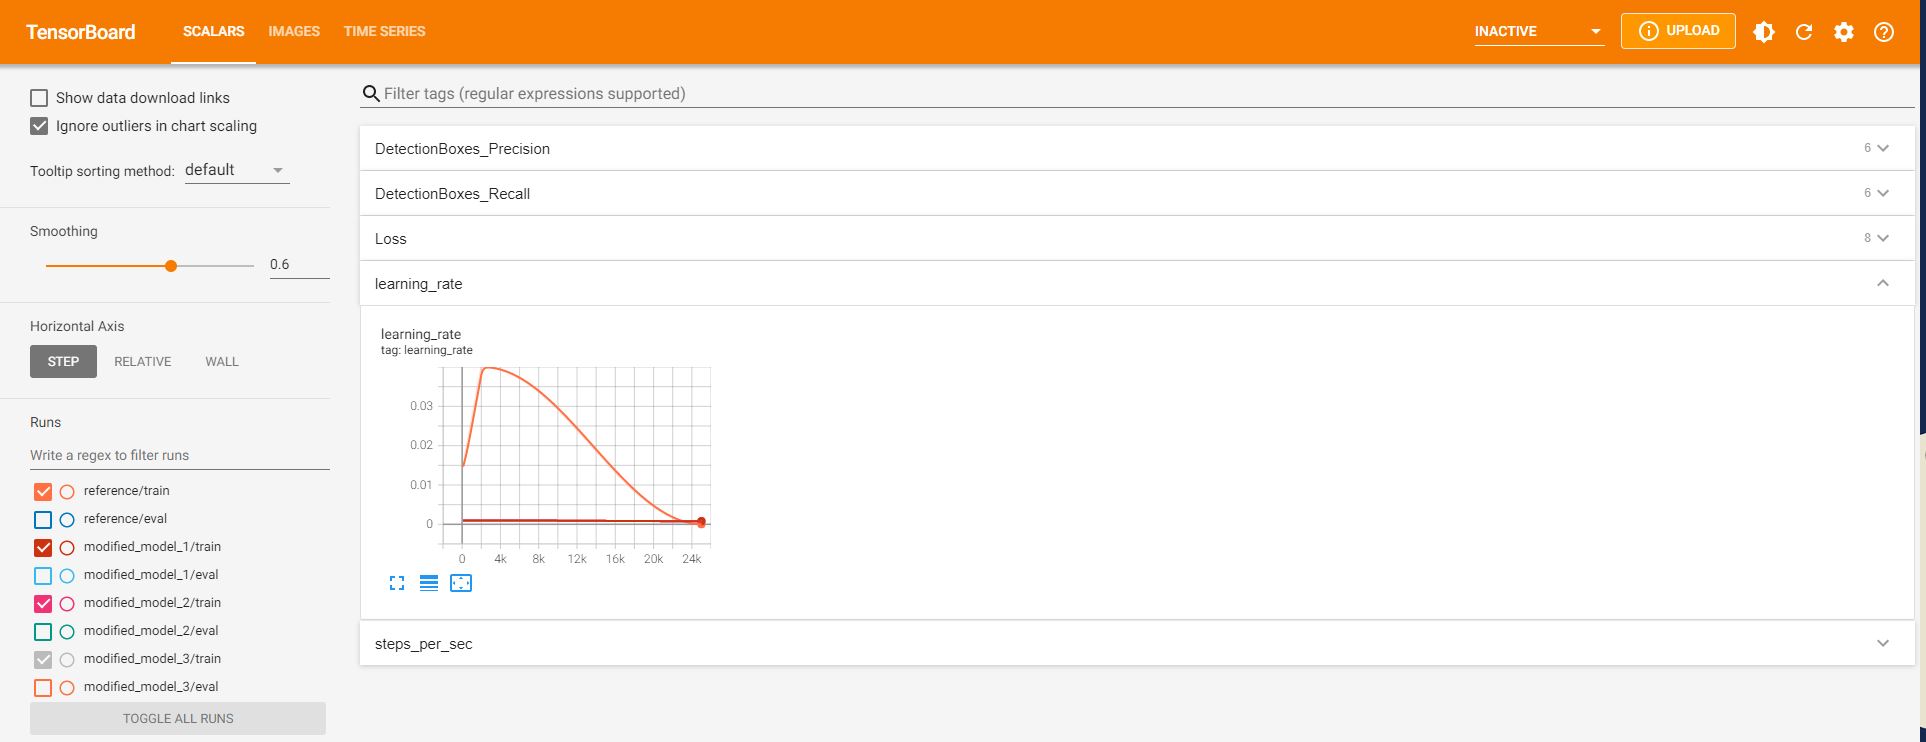 TensorBoard SCALARS IMAGES TIME SERIES INACTIVE UPLOAD
Show data download links
Ignore outliers in chart scaling
Tooltip sorting method: default
Smoothing
0.6
Horizontal Axis
STEP RELATIVE WALL
Runs
Write a regex to filter runs
reference/train
reference/eval
modified_model_1/train
modified_model_1/eval
modified_model_2/train
modified_model_2/eval
modified_model_3/train
modified_model_3/eval
TOGGLE ALL RUNS
Filter tags (regular expressions supported)
DetectionBoxes_Precision 6
DetectionBoxes_Recall 6
Loss 8
learning_rate
learning_rate
tag: learning_rate
0.03
0.02
0.01
0
0 4k 8k 12k 16k 20k 24k
steps_per_sec